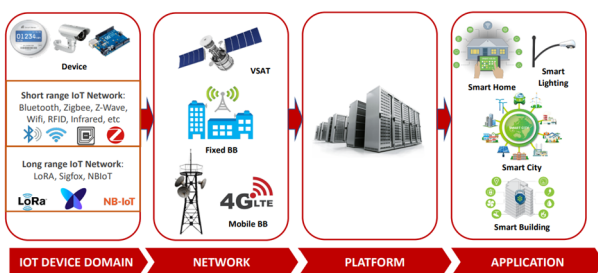 01234
Device
Short range IoT Network:
Bluetooth, Zigbee, Z-Wave,
Wifi, RFID, Infrared, etc
Long range IoT Network:
LoRA, Sigfox, NBIoT
LoRa
NB-IoT
VSAT
Fixed BB
4G LTE
Mobile BB
Smart Home
Smart
Lighting
Smart City
Smart Building
IOT DEVICE DOMAIN
NETWORK
PLATFORM
APPLICATION